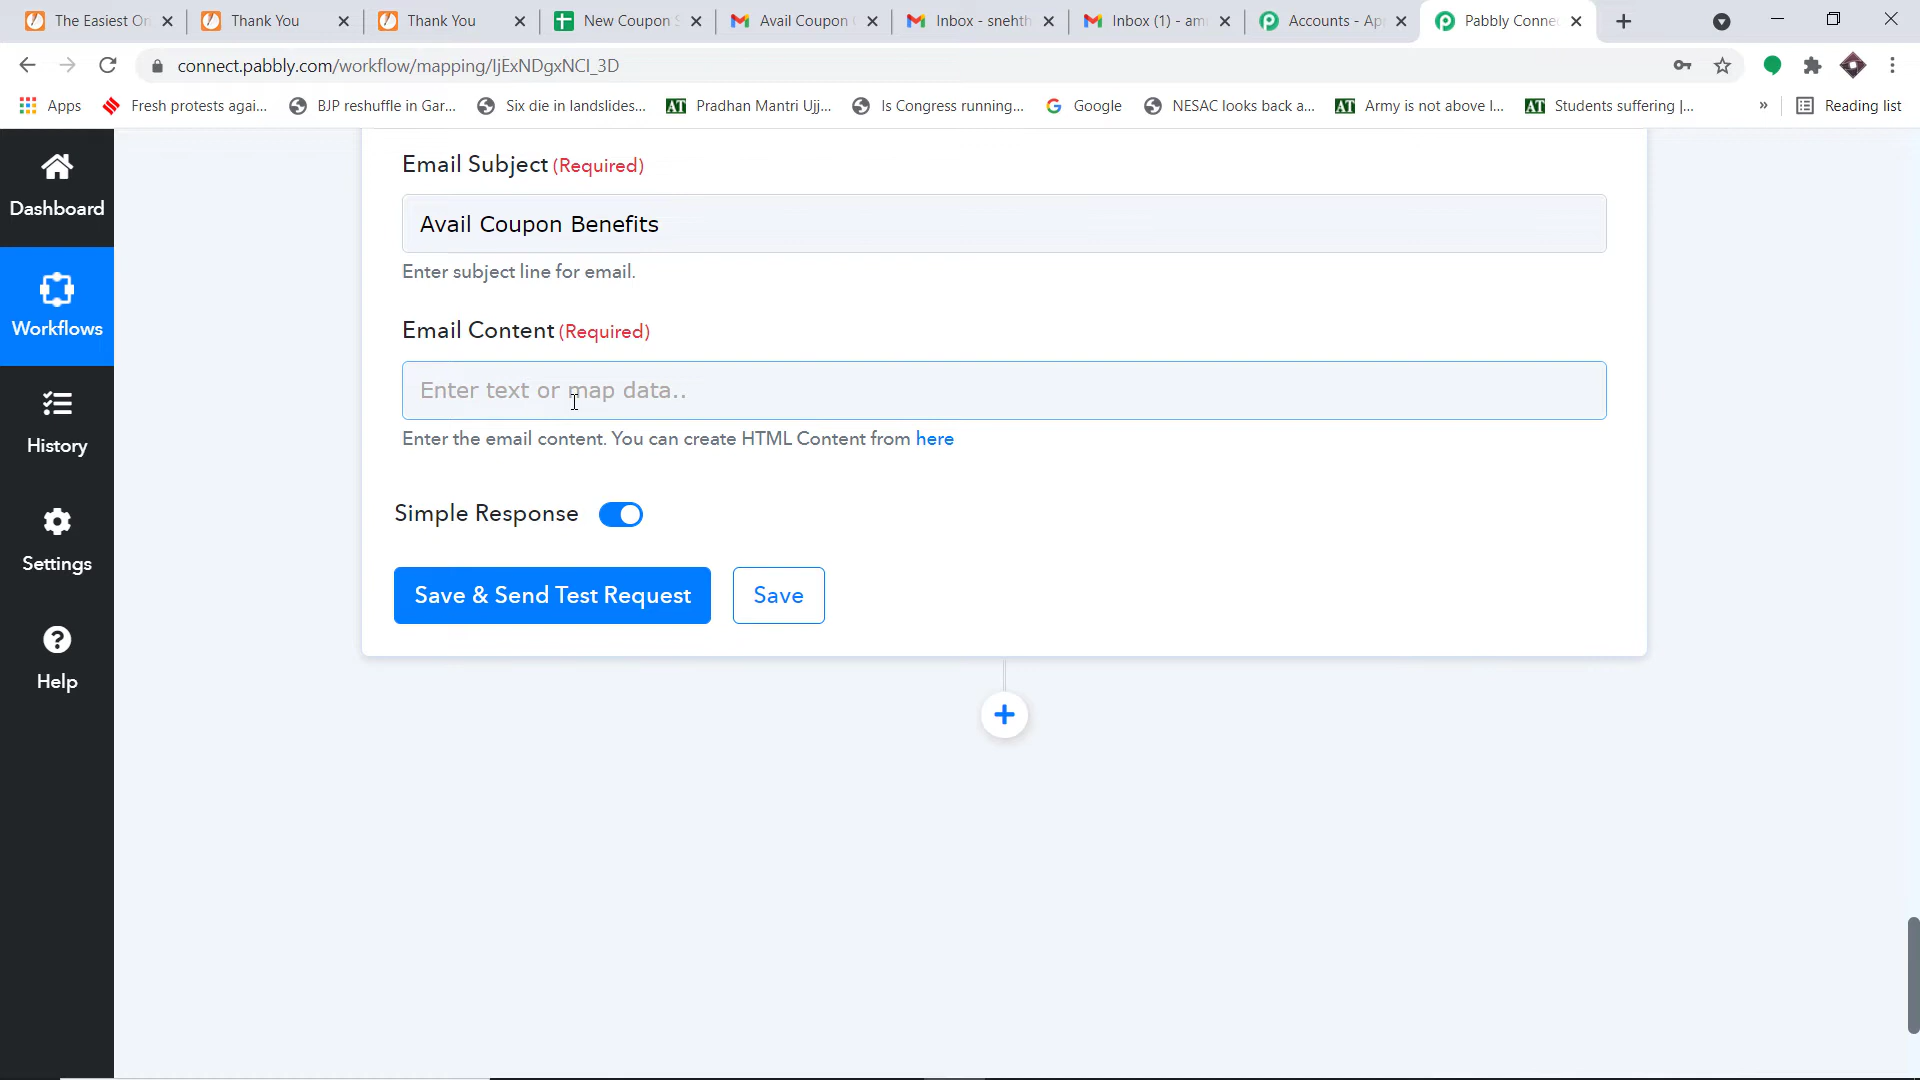 The Easiest On
Thank You
Thank You
New Coupon S
Avail Coupon
Inbox - snehth
Inbox (1) - am
Accounts - Ap
Pabbly Conne
connect.pabbly.com/workflow/mapping/IjExNDgxNCI_3D
Apps
Fresh protests agai...
BJP reshuffle in Gar...
Six die in landslides...
AT
Pradhan Mantri Ujj...
Is Congress running...
Google
NESAC looks back a...
AT
Army is not above l...
AT
Students suffering |...
»
Reading list
Dashboard
Workflows
History
Settings
Help
Email Subject (Required)
Avail Coupon Benefits
Enter subject line for email.
Email Content (Required)
Enter text or map data..
Enter the email content. You can create HTML Content from here
Simple Response
Save & Send Test Request
Save